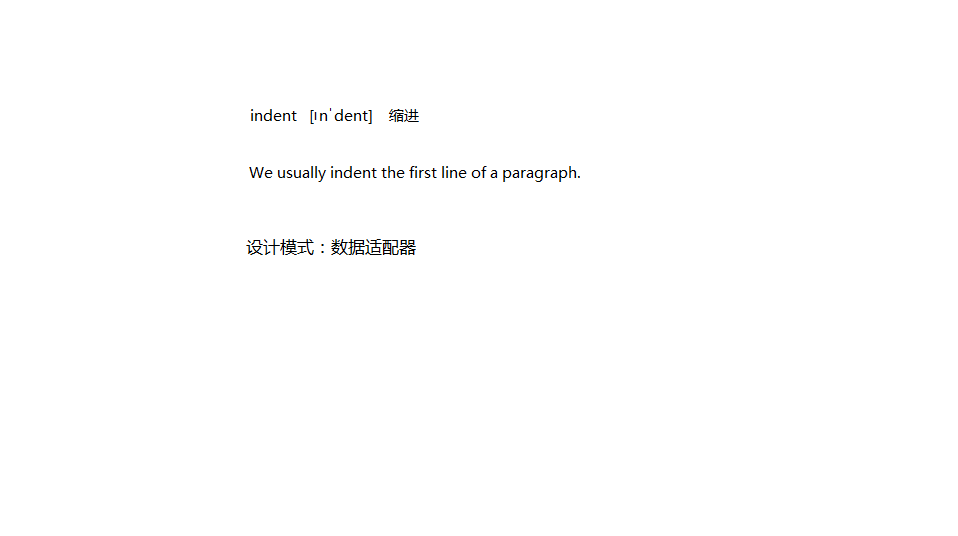 indent [ɪnˈdent] 缩进
We usually indent the first line of a paragraph.
设计模式：数据适配器